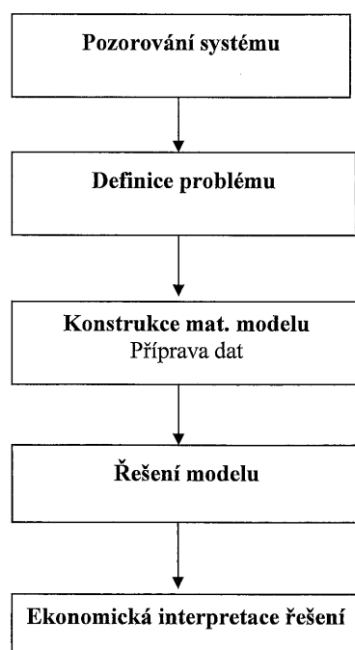 Pozorování systému
Definice problému
Konstrukce mat. modelu
Příprava dat
Řešení modelu
Ekonomická interpretace řešení